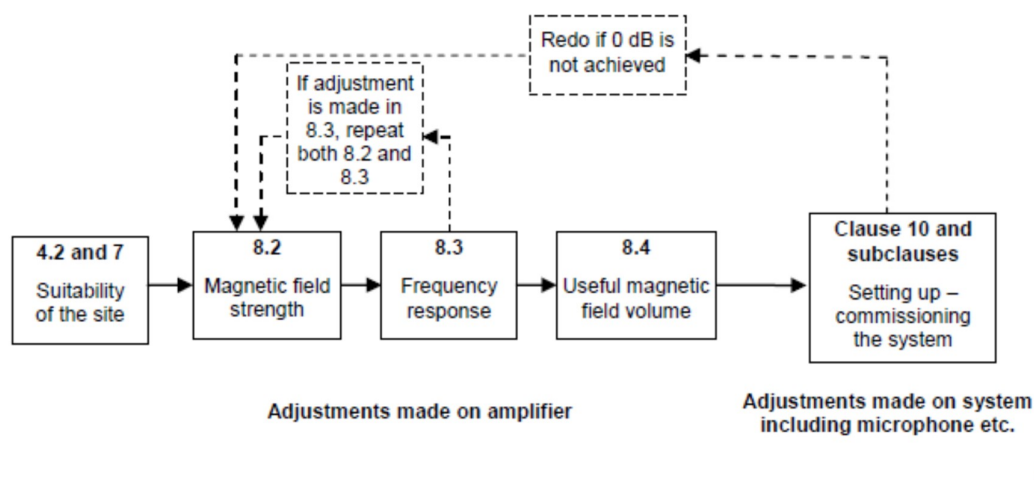 Redo if 0 dB is
not achieved
If adjustment
is made in
8.3, repeat
both 8.2 and
8.3
4.2 and 7
Suitability
of the site
8.2
Magnetic field
strength
8.3
Frequency
response
8.4
Useful magnetic
field volume
Clause 10 and
subclauses
Setting up –
commissioning
the system
Adjustments made on amplifier
Adjustments made on system
including microphone etc.